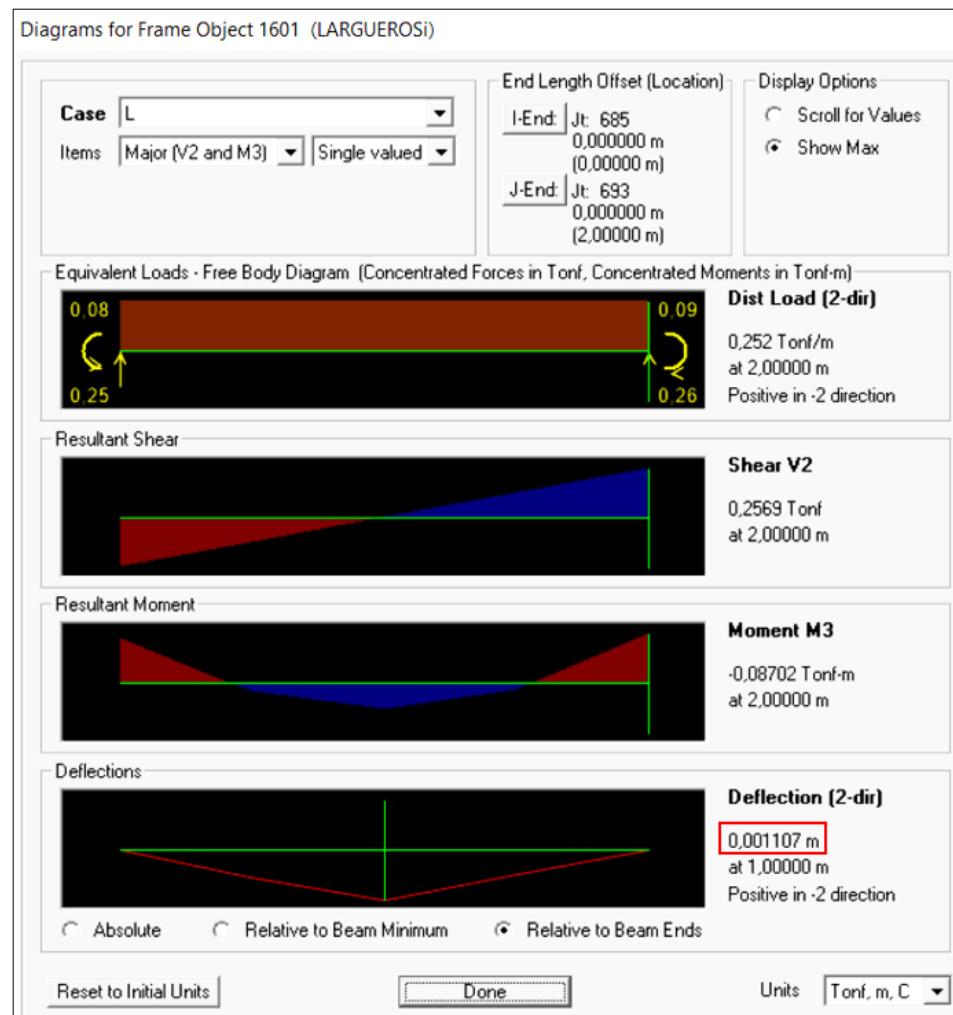 Diagrams for Frame Object 1601 (LARGUEROSi)
Case L
Items Major (V2 and M3) Single valued
End Length Offset (Location)
I-End: Jt: 685
0,000000 m
(0,00000 m)
J-End: Jt: 693
0,000000 m
(2,00000 m)
Display Options
Scroll for Values
Show Max
Equivalent Loads - Free Body Diagram (Concentrated Forces in Tonf, Concentrated Moments in Tonf-m)
0,08 0,09
0,25 0,26
Dist Load (2-dir)
0,252 Tonf/m
at 2,00000 m
Positive in -2 direction
Resultant Shear
Shear V2
0,2569 Tonf
at 2,00000 m
Resultant Moment
Moment M3
-0,08702 Tonf-m
at 2,00000 m
Deflections
Deflection (2-dir)
0,001107 m
at 1,00000 m
Positive in -2 direction
Absolute Relative to Beam Minimum Relative to Beam Ends
Reset to Initial Units Done Units Tonf, m, C